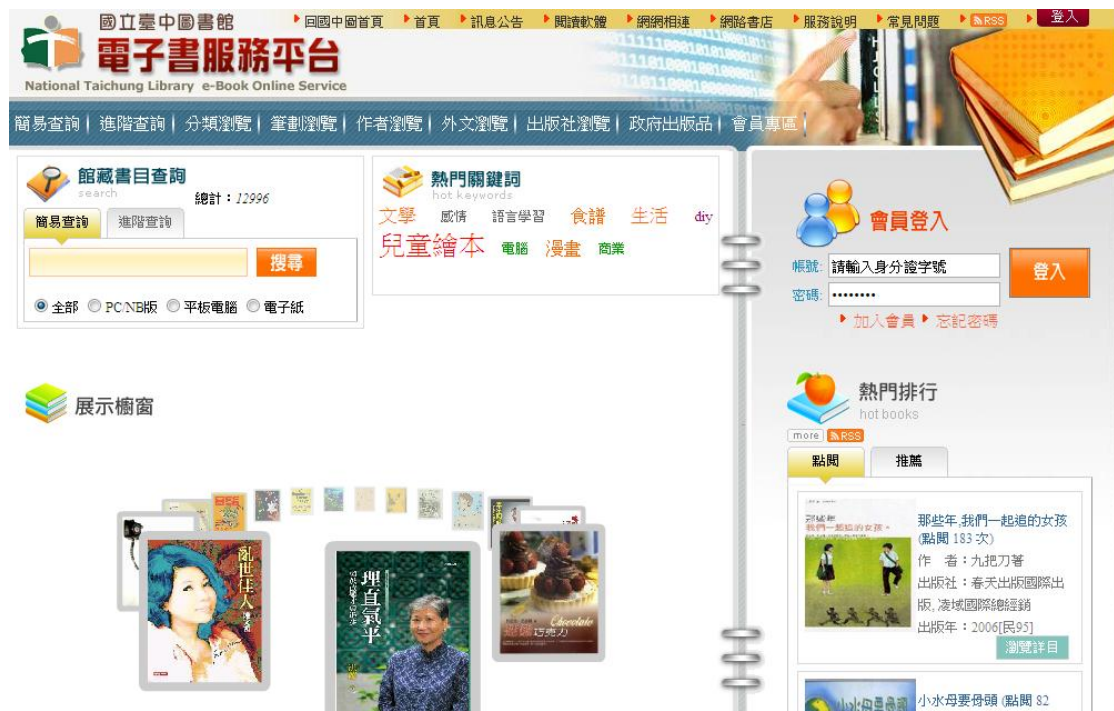 國立臺中圖書館
電子書服務平台
National Taichung Library e-Book Online Service
回國中圖首頁 首頁 訊息公告 閱讀軟體 網網相連 網路書店 服務說明 常見問題 RSS 登入
簡易查詢 | 進階查詢 | 分類瀏覽 | 筆劃瀏覽 | 作者瀏覽 | 外文瀏覽 | 出版社瀏覽 | 政府出版品 | 會員專區 |
館藏書目查詢
search
總計：12996
簡易查詢 進階查詢
搜尋
全部 PC/NB版 平板電腦 電子紙
熱門關鍵詞
hot keywords
文學 感情 語言學習 食譜 生活 diy
兒童繪本 電腦 漫畫 商業
會員登入
帳號: 請輸入身分證字號
密碼: ••••••••
登入
加入會員 忘記密碼
展示櫥窗
亂世佳人
理直氣平
Chocolate
巧克力
熱門排行
hot books
more RSS
點閱 推薦
那些年
我們一起追的女孩
那些年,我們一起追的女孩
(點閱 183 次)
作 者：九把刀著
出版社：春天出版國際出
版, 凌域國際總經銷
出版年：2006[民95]
瀏覽詳目
小水母要骨頭 (點閱 82